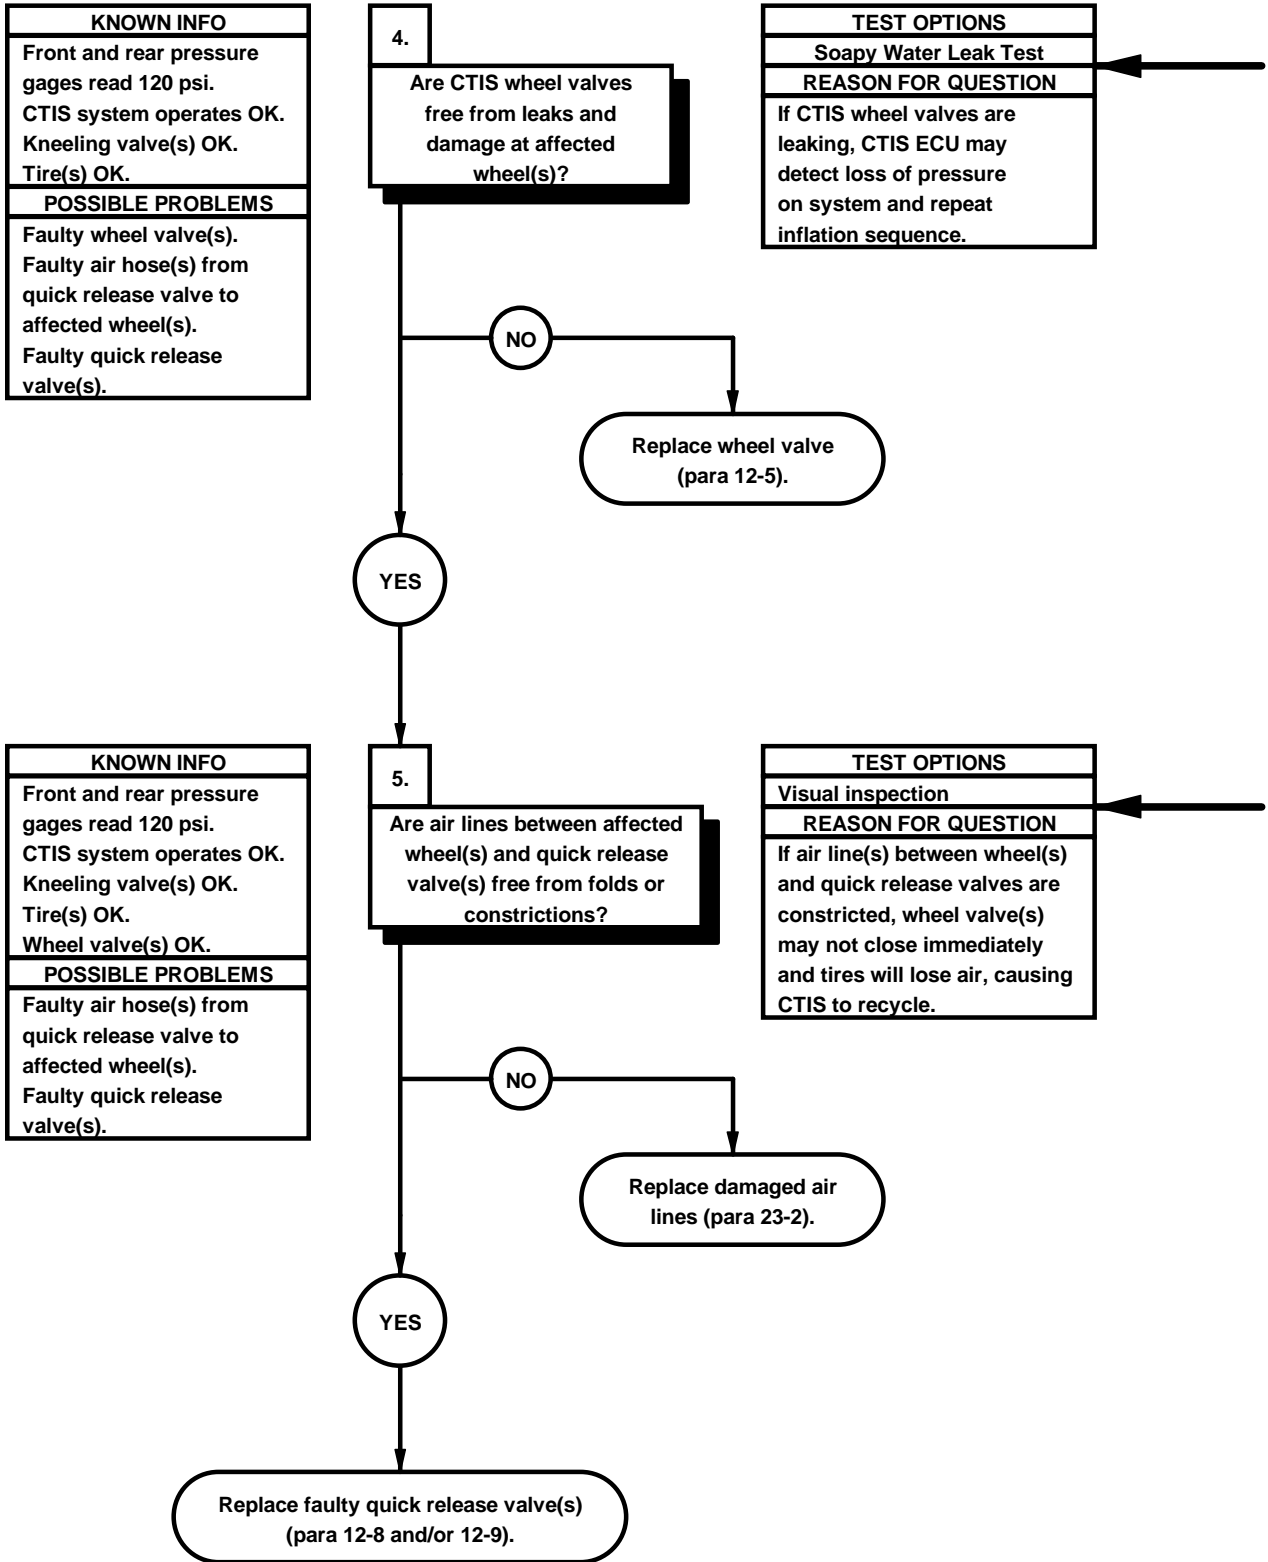 KNOWN INFO
Front and rear pressure
gages read 120 psi.
CTIS system operates OK.
Kneeling valve(s) OK.
Tire(s) OK.
POSSIBLE PROBLEMS
Faulty wheel valve(s).
Faulty air hose(s) from
quick release valve to
affected wheel(s).
Faulty quick release
valve(s).
4.
Are CTIS wheel valves
free from leaks and
damage at affected
wheel(s)?
TEST OPTIONS
Soapy Water Leak Test
REASON FOR QUESTION
If CTIS wheel valves are
leaking, CTIS ECU may
detect loss of pressure
on system and repeat
inflation sequence.
NO
Replace wheel valve
(para 12-5).
YES
KNOWN INFO
Front and rear pressure
gages read 120 psi.
CTIS system operates OK.
Kneeling valve(s) OK.
Tire(s) OK.
Wheel valve(s) OK.
POSSIBLE PROBLEMS
Faulty air hose(s) from
quick release valve to
affected wheel(s).
Faulty quick release
valve(s).
5.
Are air lines between affected
wheel(s) and quick release
valve(s) free from folds or
constrictions?
TEST OPTIONS
Visual inspection
REASON FOR QUESTION
If air line(s) between wheel(s)
and quick release valves are
constricted, wheel valve(s)
may not close immediately
and tires will lose air, causing
CTIS to recycle.
NO
Replace damaged air
lines (para 23-2).
YES
Replace faulty quick release valve(s)
(para 12-8 and/or 12-9).